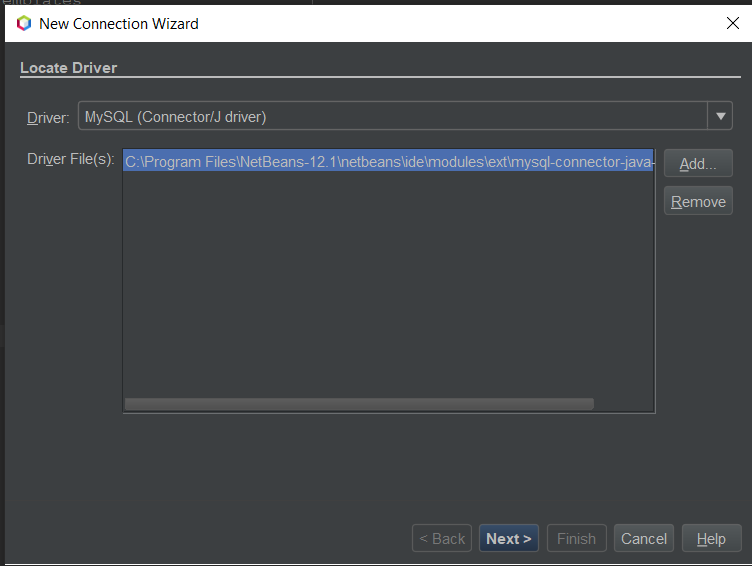 New Connection Wizard
Locate Driver
Driver: MySQL (Connector/J driver)
Driver File(s): C:\Program Files\NetBeans-12.1\netbeans\ide\modules\ext\mysql-connector-java- Add...
Remove
< Back Next > Finish Cancel Help